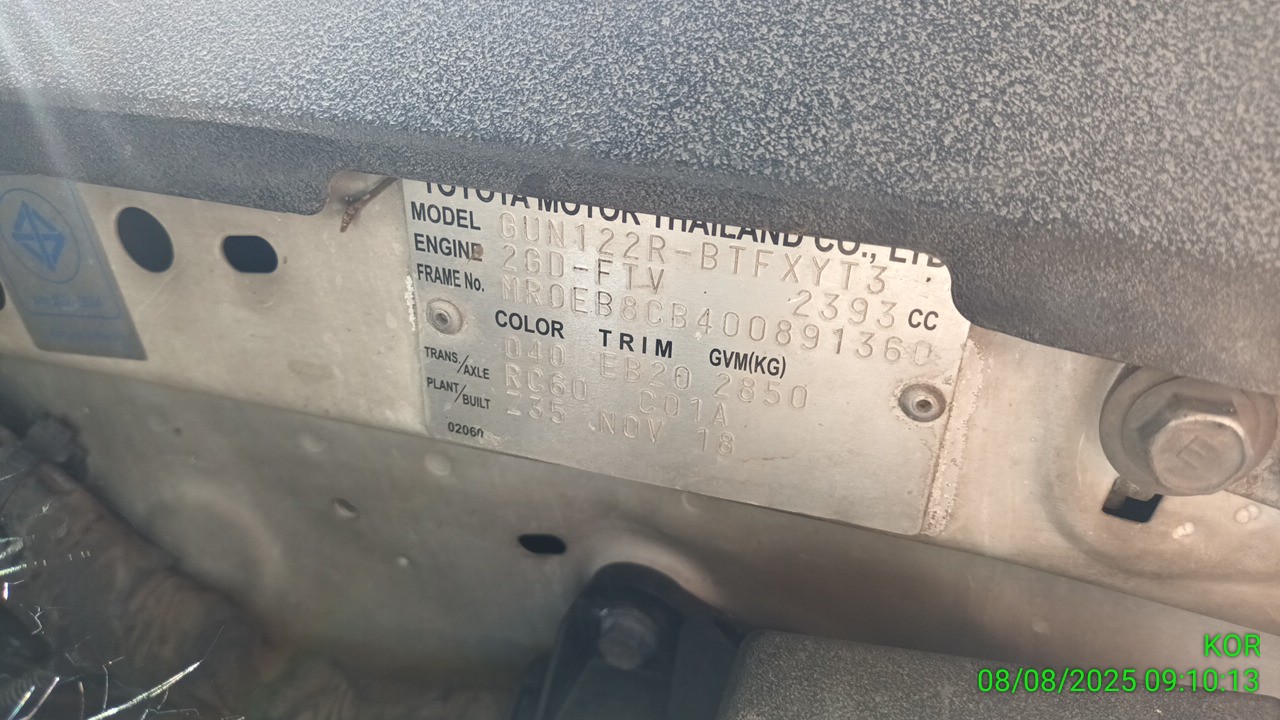 TOYOTA MOTOR THAILAND CO., LTD
MODEL GUN122R-BTFXYT3
ENGINE 2GD-FTV 2393 CC
FRAME No. MR0EB8CB400891360
COLOR TRIM GVM(KG)
040 EB20 2850
TRANS./AXLE RC60 C01A
PLANT/BUILT Z35 NOV 18
02060
E
KOR
08/08/2025 09:10:13